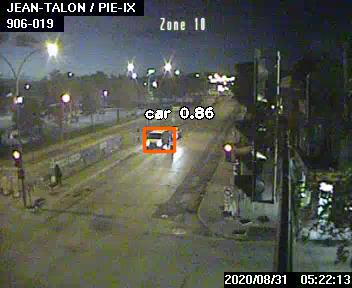 JEAN-TALON / PIE-IX
906-019
Zone 10
car 0.86
2020/08/31 05:22:13